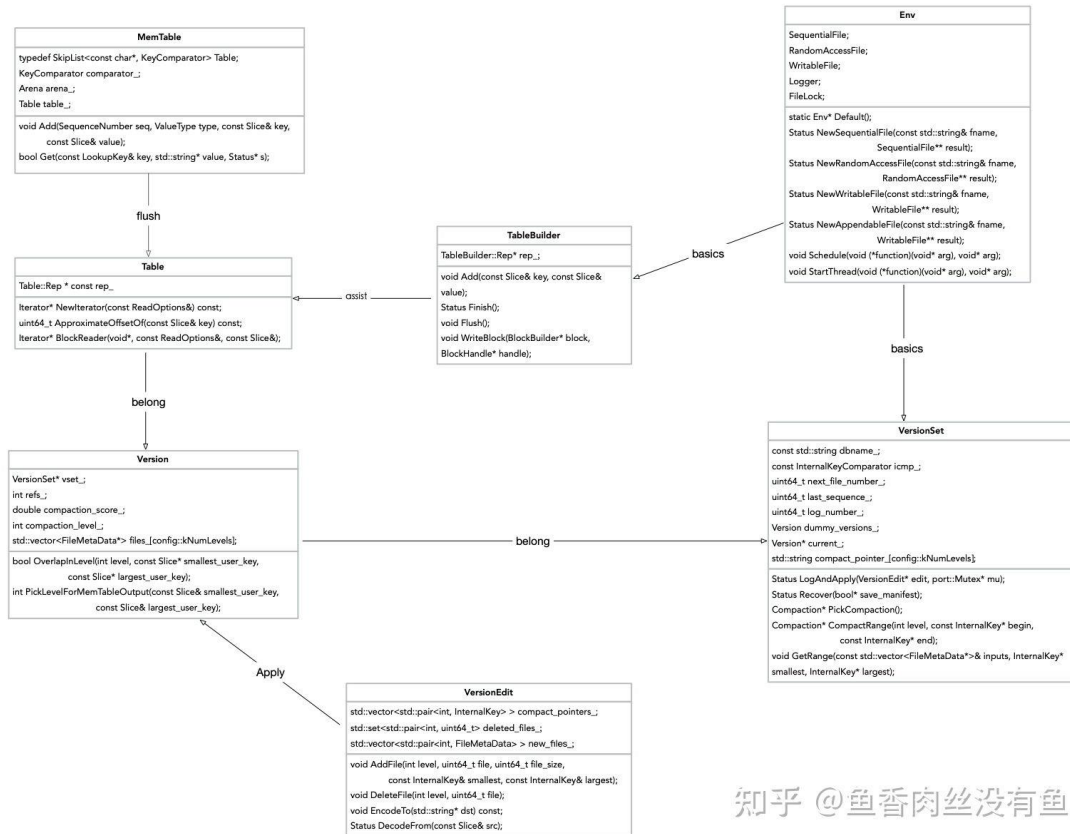 MemTable
typedef SkipList<const char*, KeyComparator> Table;
KeyComparator comparator_;
Arena arena_;
Table table_;
void Add(SequenceNumber seq, ValueType type, const Slice& key,
const Slice& value);
bool Get(const LookupKey& key, std::string* value, Status* s);
Env
SequentialFile;
RandomAccessFile;
WritableFile;
Logger;
FileLock;
static Env* Default();
Status NewSequentialFile(const std::string& fname,
SequentialFile** result);
Status NewRandomAccessFile(const std::string& fname,
RandomAccessFile** result);
Status NewWritableFile(const std::string& fname,
WritableFile** result);
Status NewAppendableFile(const std::string& fname,
WritableFile** result);
void Schedule(void (*function)(void* arg), void* arg);
void StartThread(void (*function)(void* arg), void* arg);
flush
TableBuilder
TableBuilder::Rep* rep_;
void Add(const Slice& key, const Slice&
value);
Status Finish();
void Flush();
void WriteBlock(BlockBuilder* block,
BlockHandle* handle);
basics
Table
Table::Rep * const rep_
Iterator* NewIterator(const ReadOptions&) const;
uint64_t ApproximateOffsetOf(const Slice& key) const;
Iterator* BlockReader(void*, const ReadOptions&, const Slice&);
assist
basics
belong
Version
VersionSet* vset_;
int refs_;
double compaction_score_;
int compaction_level_;
std::vector<FileMetaData*> files_[config::kNumLevels];
bool OverlapInLevel(int level, const Slice* smallest_user_key,
const Slice* largest_user_key);
int PickLevelForMemTableOutput(const Slice& smallest_user_key,
const Slice& largest_user_key);
belong
VersionSet
const std::string dbname_;
const InternalKeyComparator icmp_;
uint64_t next_file_number_;
uint64_t last_sequence_;
uint64_t log_number_;
Version dummy_versions_;
Version* current_;
std::string compact_pointer_[config::kNumLevels];
Status LogAndApply(VersionEdit* edit, port::Mutex* mu);
Status Recover(bool* save_manifest);
Compaction* PickCompaction();
Compaction* CompactRange(int level, const InternalKey* begin,
const InternalKey* end);
void GetRange(const std::vector<FileMetaData*>& inputs, InternalKey*
smallest, InternalKey* largest);
Apply
VersionEdit
std::vector<std::pair<int, InternalKey> > compact_pointers_;
std::set<std::pair<int, uint64_t> deleted_files_;
std::vector<std::pair<int, FileMetaData> > new_files_;
void AddFile(int level, uint64_t file, uint64_t file_size,
const InternalKey& smallest, const InternalKey& largest);
void DeleteFile(int level, uint64_t file);
void EncodeTo(std::string* dst) const;
Status DecodeFrom(const Slice& src);
知乎 @鱼香肉丝没有鱼